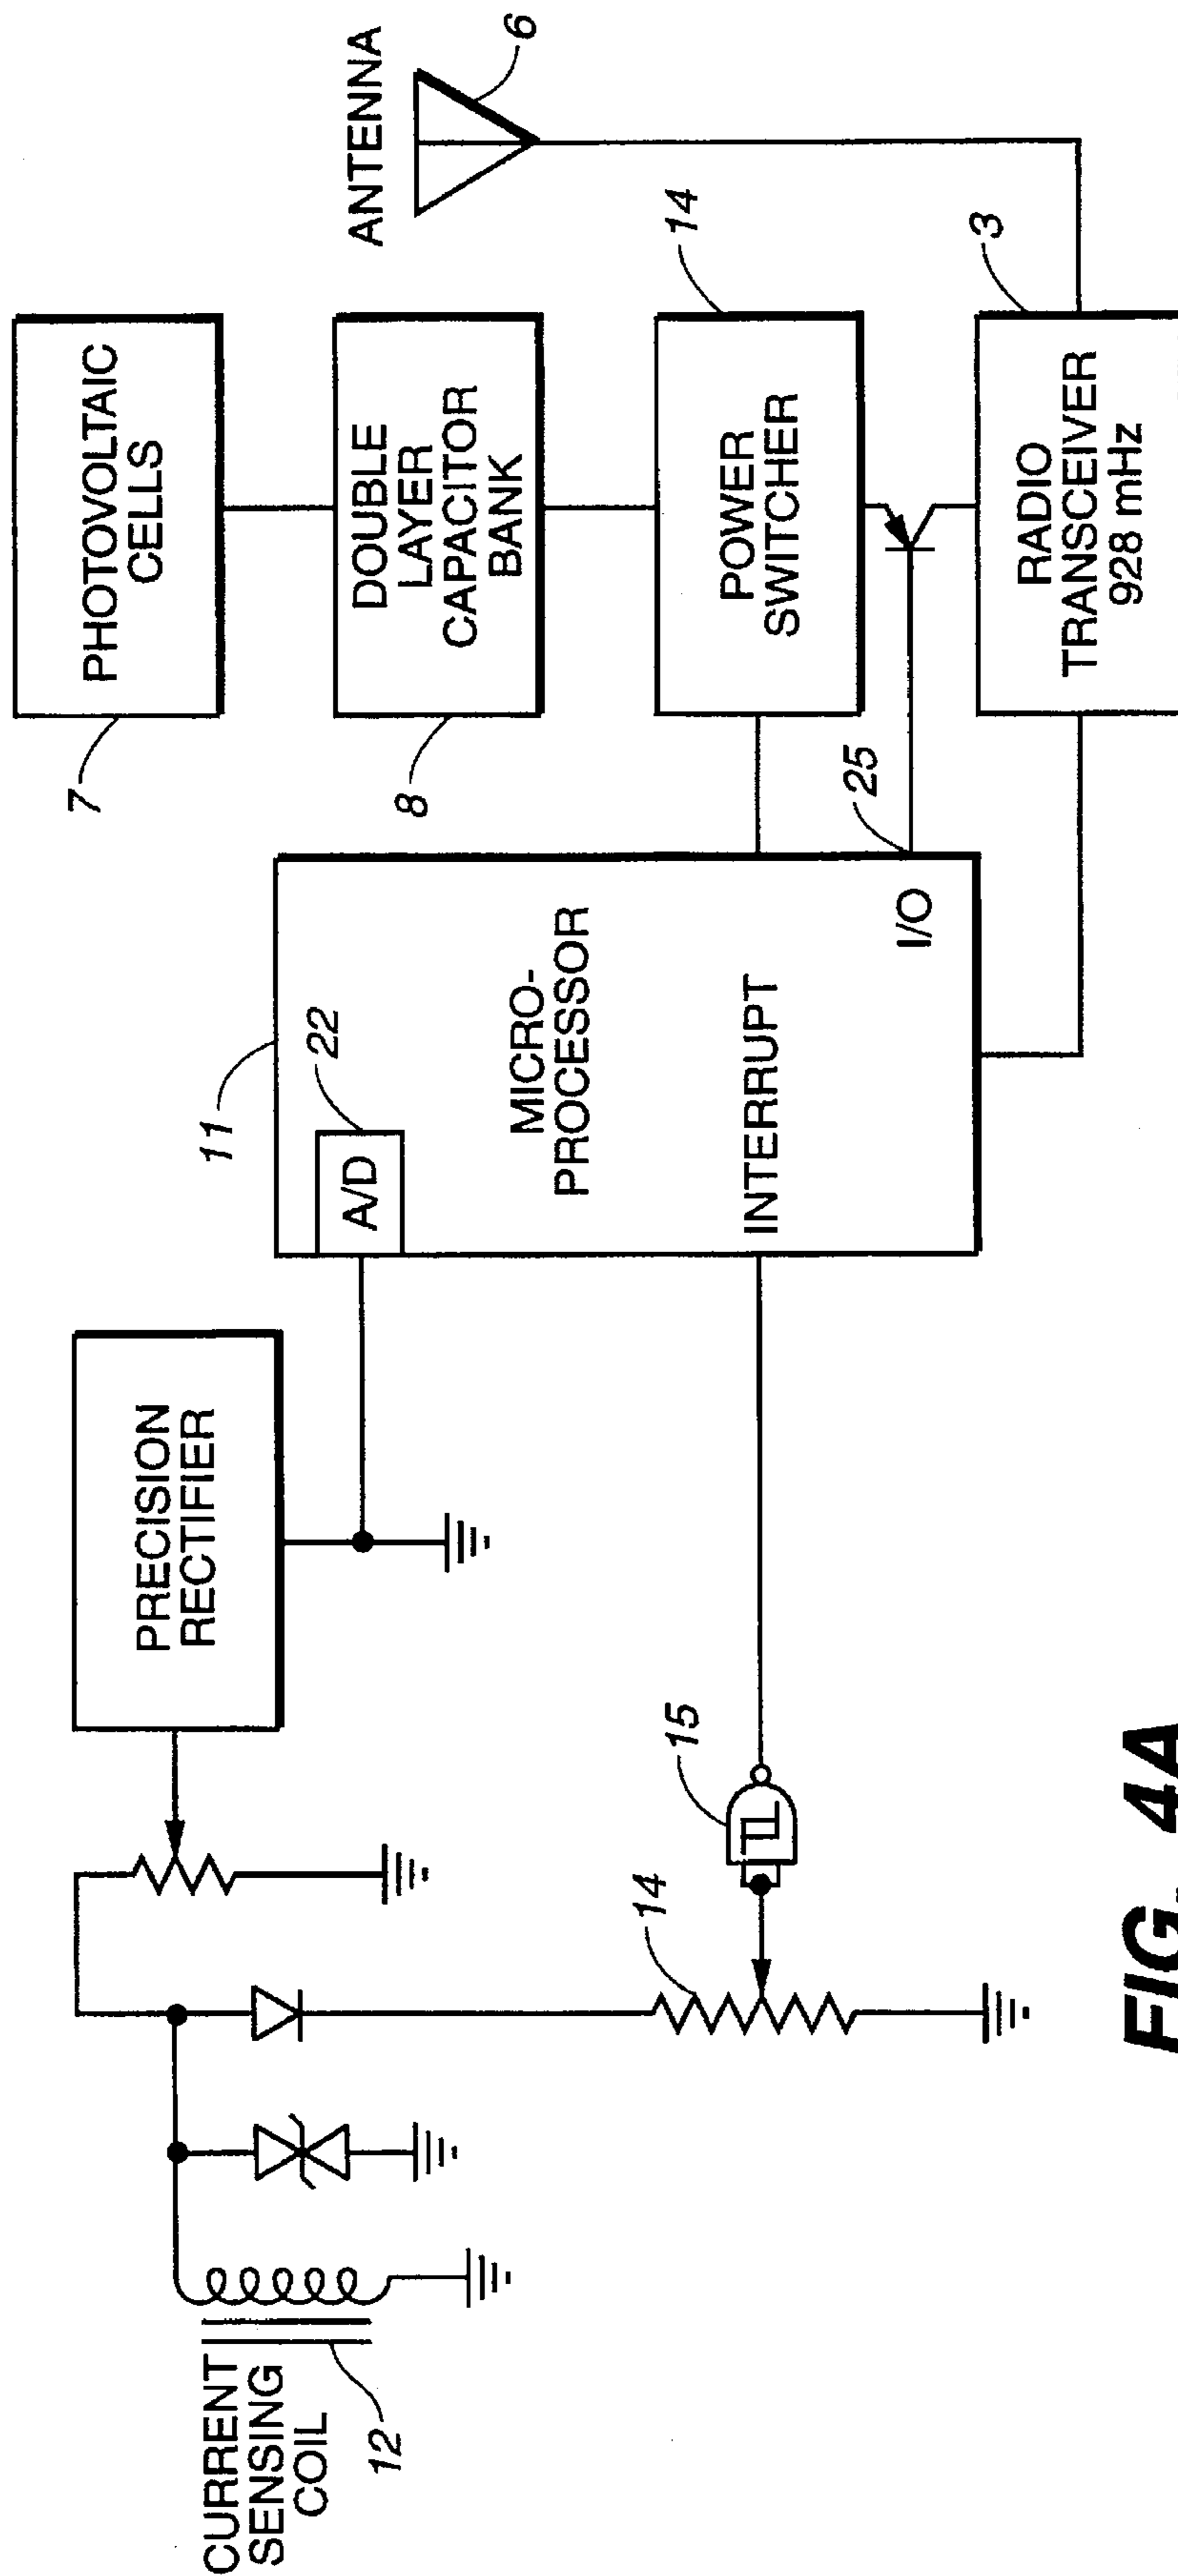 CURRENT
SENSING
COIL
12
PRECISION
RECTIFIER
14
15
11
A/D
22
MICRO-
PROCESSOR
INTERRUPT
I/O
25
7
PHOTOVOLTAIC
CELLS
8
DOUBLE
LAYER
CAPACITOR
BANK
POWER
SWITCHER
14
RADIO
TRANSCEIVER
928 mHz
3
ANTENNA
6
FIG. 4A